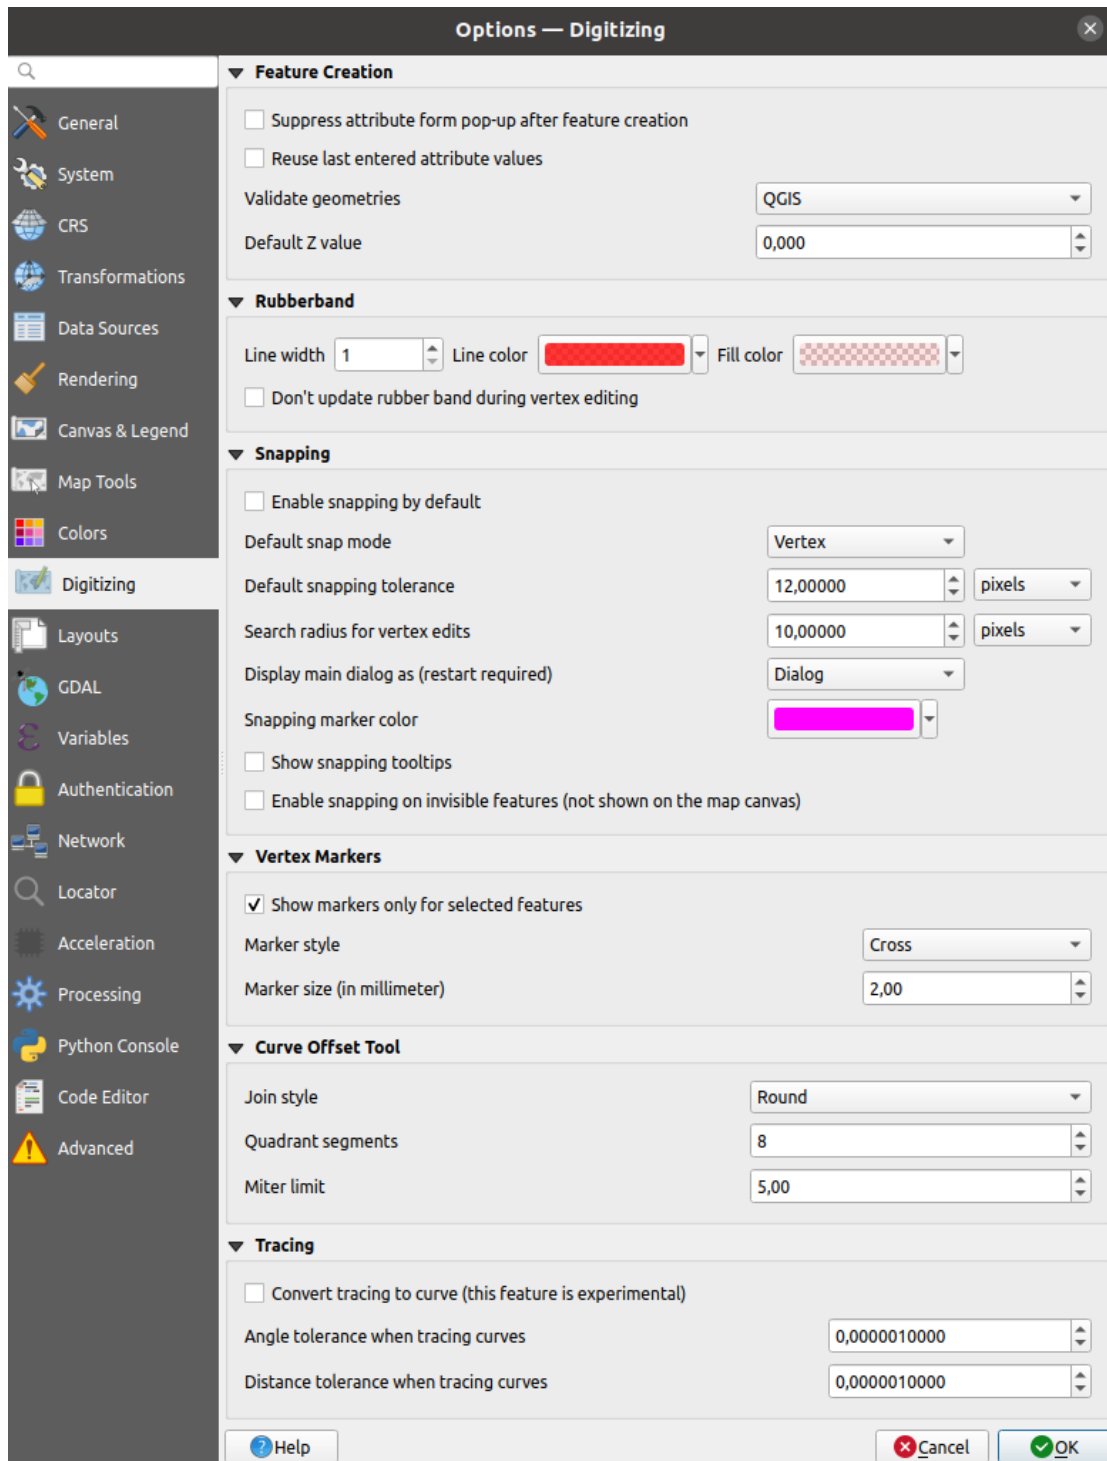 Options — Digitizing
General
System
CRS
Transformations
Data Sources
Rendering
Canvas & Legend
Map Tools
Colors
Digitizing
Layouts
GDAL
Variables
Authentication
Network
Locator
Acceleration
Processing
Python Console
Code Editor
Advanced
Feature Creation
Suppress attribute form pop-up after feature creation
Reuse last entered attribute values
Validate geometries QGIS
Default Z value 0,000
Rubberband
Line width 1 Line color Fill color
Don't update rubber band during vertex editing
Snapping
Enable snapping by default
Default snap mode Vertex
Default snapping tolerance 12,00000 pixels
Search radius for vertex edits 10,00000 pixels
Display main dialog as (restart required) Dialog
Snapping marker color
Show snapping tooltips
Enable snapping on invisible features (not shown on the map canvas)
Vertex Markers
Show markers only for selected features
Marker style Cross
Marker size (in millimeter) 2,00
Curve Offset Tool
Join style Round
Quadrant segments 8
Miter limit 5,00
Tracing
Convert tracing to curve (this feature is experimental)
Angle tolerance when tracing curves 0,0000010000
Distance tolerance when tracing curves 0,0000010000
Help Cancel OK